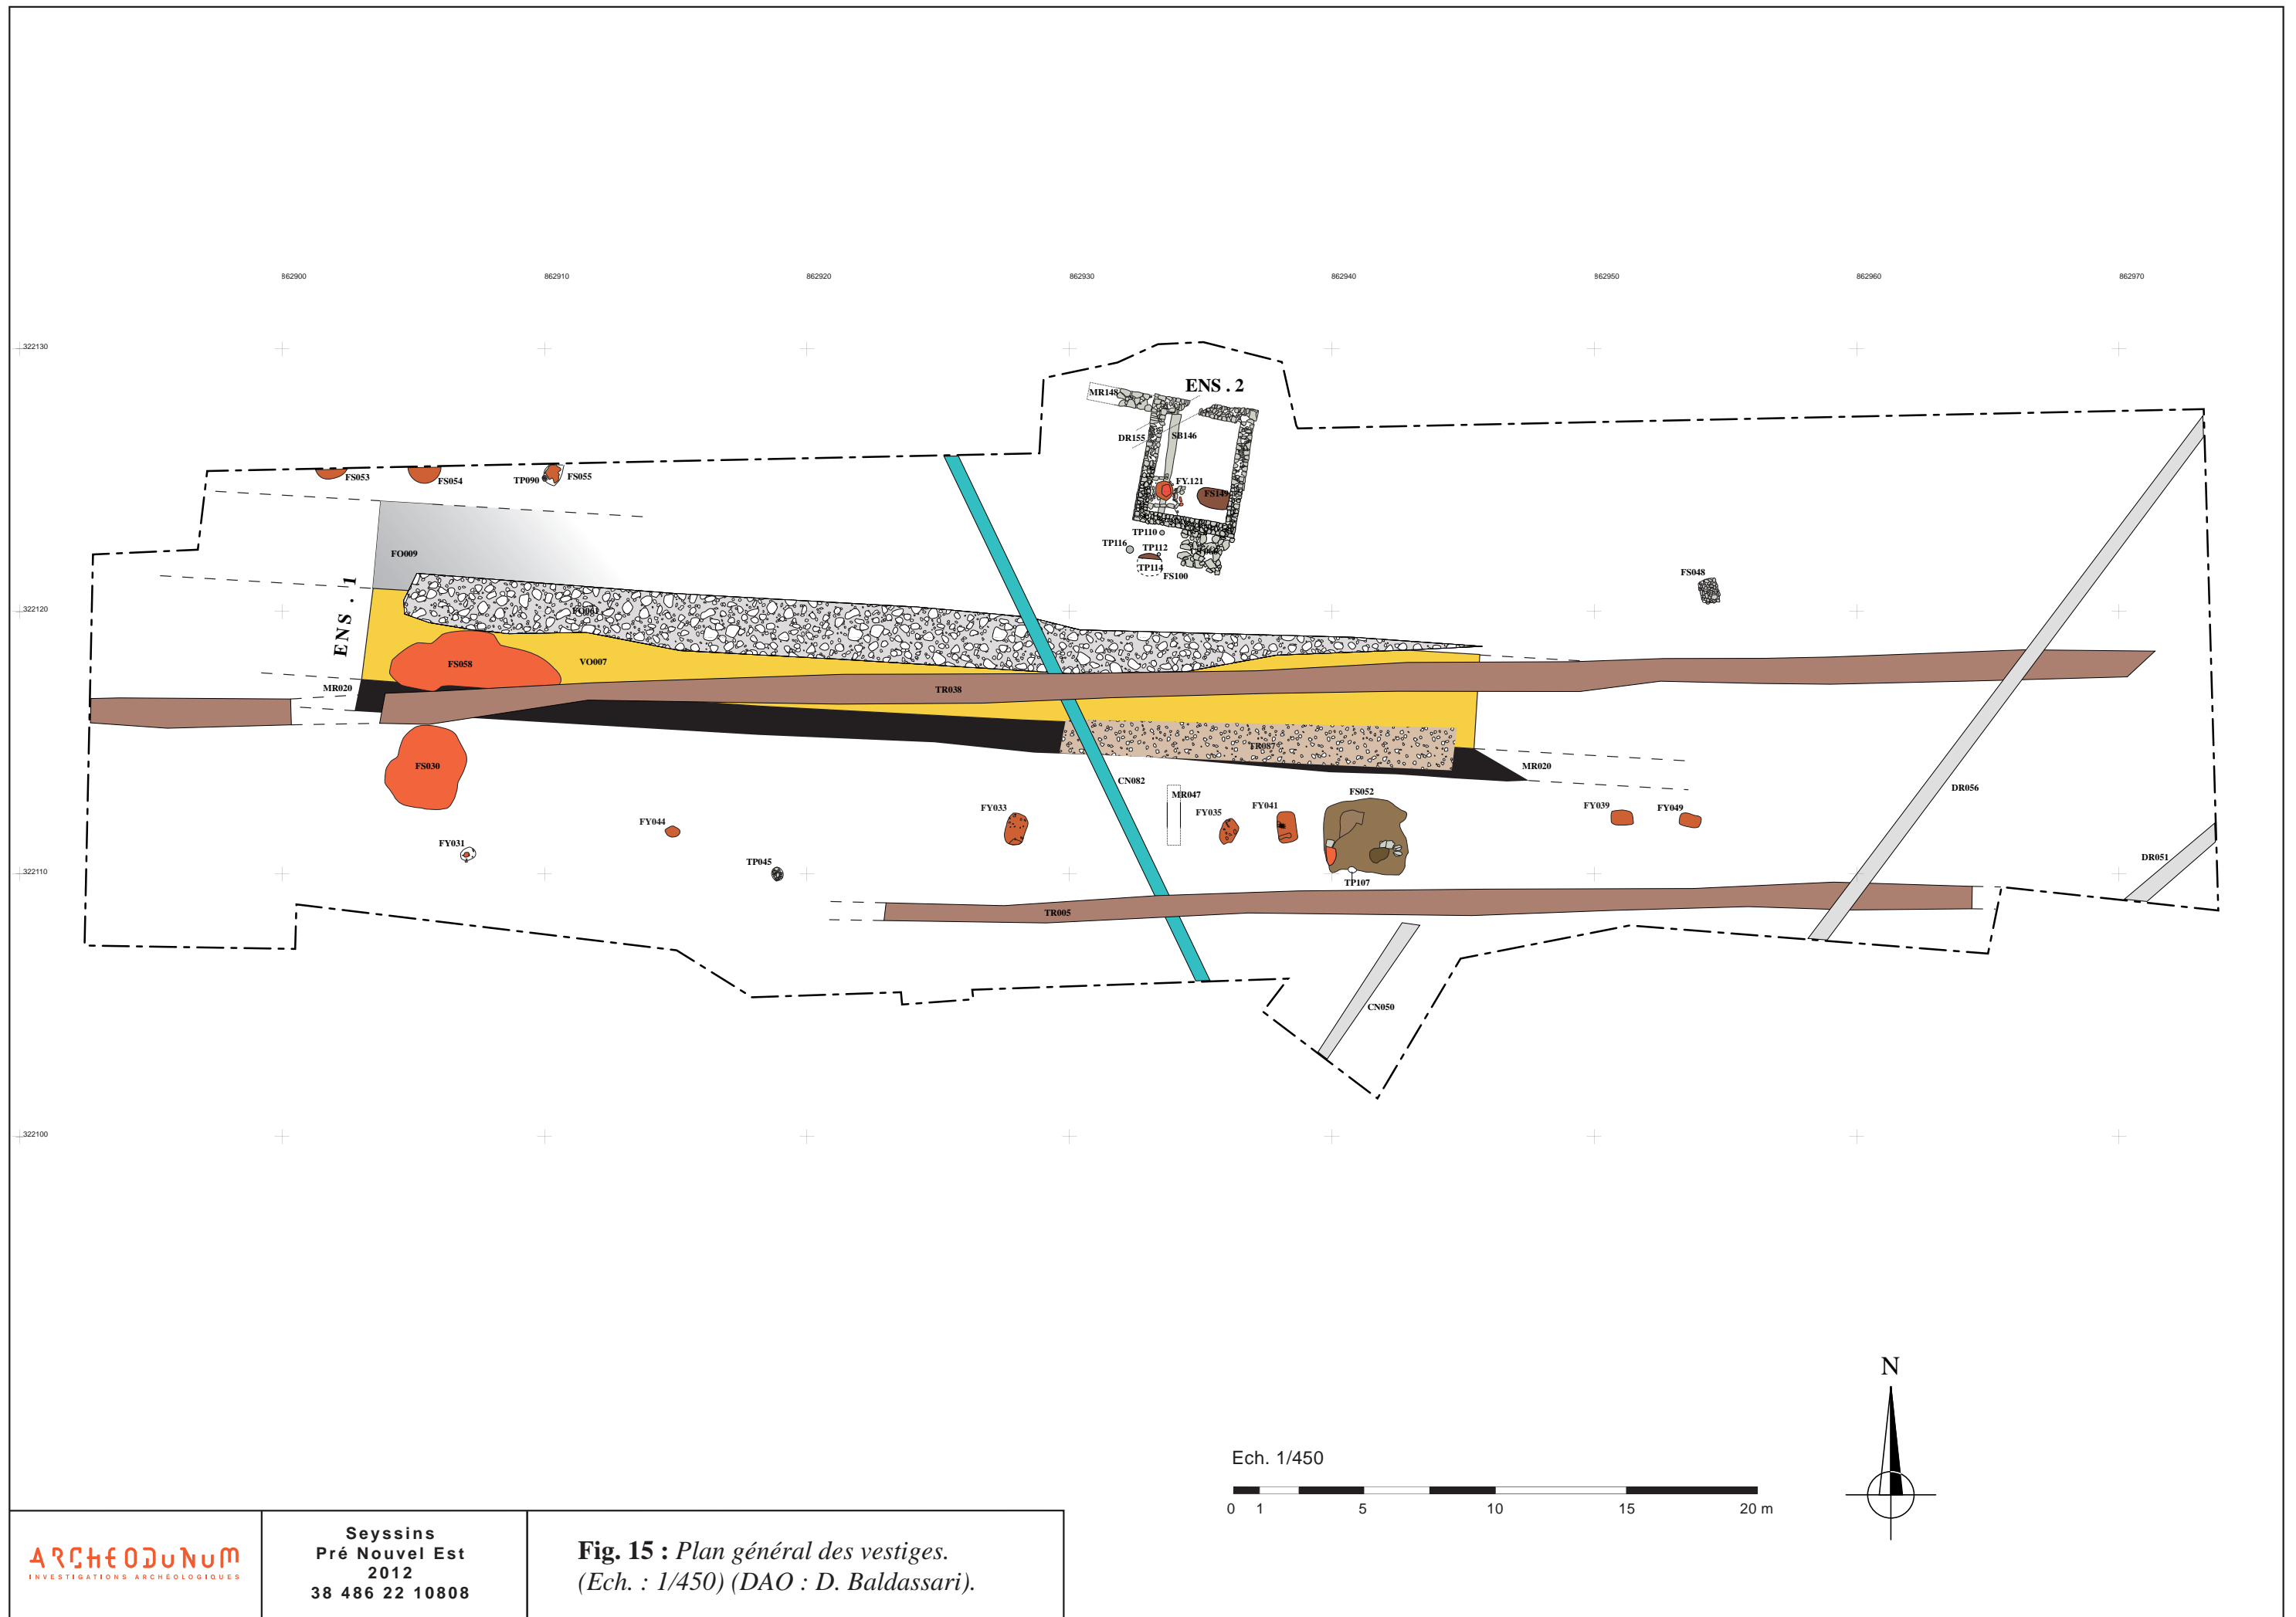 862900 862910 862920 862930 862940 862950 862960 862970
322130
ENS . 2
MR148
DR155
SB146
FS053
FS054
TP090
FS055
FY.121
FS149
TP110
TP116
TP112
TP114
FS100
FO009
FS048
322120
ENS . 1
FO061
FS058
VO007
MR020
TR038
TR087
FS030
MR020
CN082
DR056
MR047
FS052
FY033
FY035
FY041
FY039
FY049
FY044
FY031
TP045
DR051
322110
TP107
TR005
CN050
322100
N
Ech. 1/450
0 1 5 10 15 20 m
ARCHEODUNUM
INVESTIGATIONS ARCHÉOLOGIQUES
Seyssins
Pré Nouvel Est
2012
38 486 22 10808
Fig. 15 : Plan général des vestiges.
(Ech. : 1/450) (DAO : D. Baldassari).